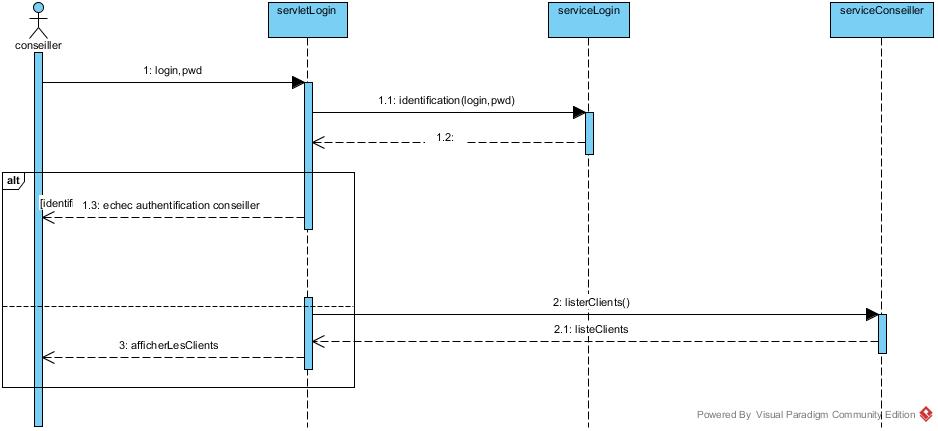 servletLogin
serviceLogin
serviceConseiller
conseiller
1: login,pwd
1.1: identification(login,pwd)
1.2:
alt
[identif
1.3: echec authentification conseiller
2: listerClients()
2.1: listeClients
3: afficherLesClients
Powered By Visual Paradigm Community Edition